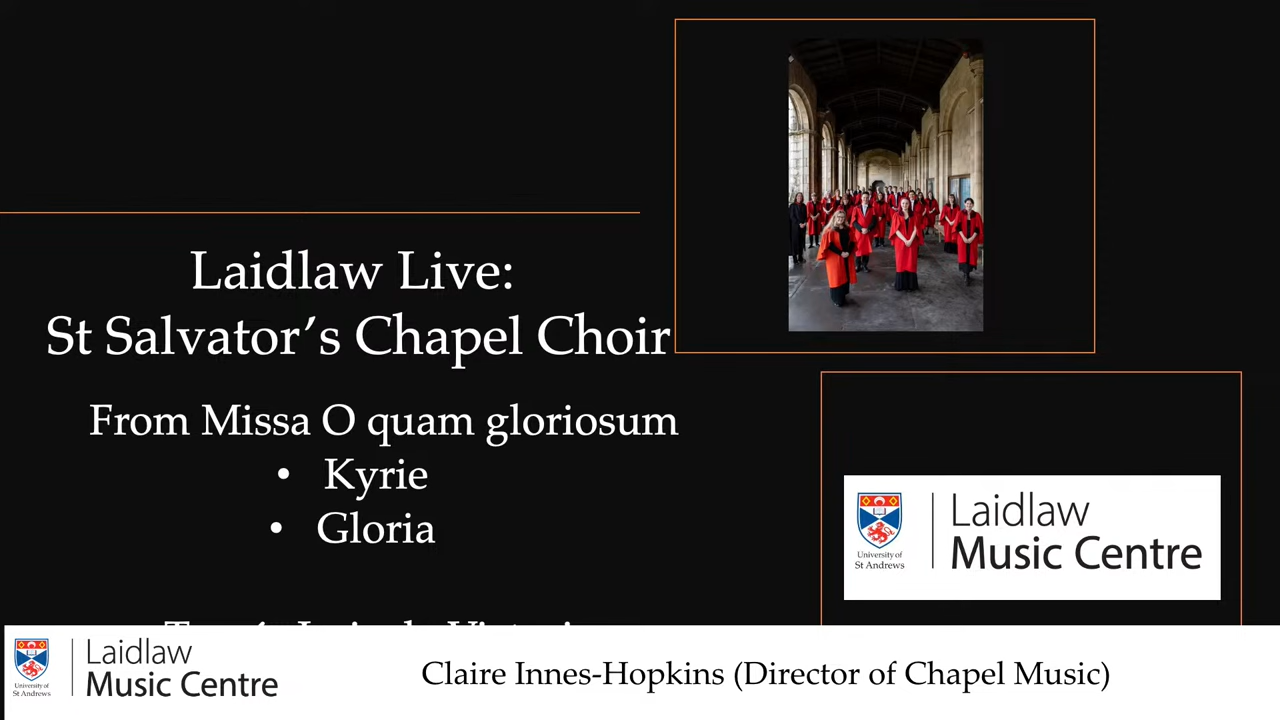 Laidlaw Live:
St Salvator’s Chapel Choir
From Missa O quam gloriosum
• Kyrie
• Gloria
University of
St Andrews
Laidlaw
Music Centre
University of
St Andrews
Laidlaw
Music Centre
Claire Innes-Hopkins (Director of Chapel Music)